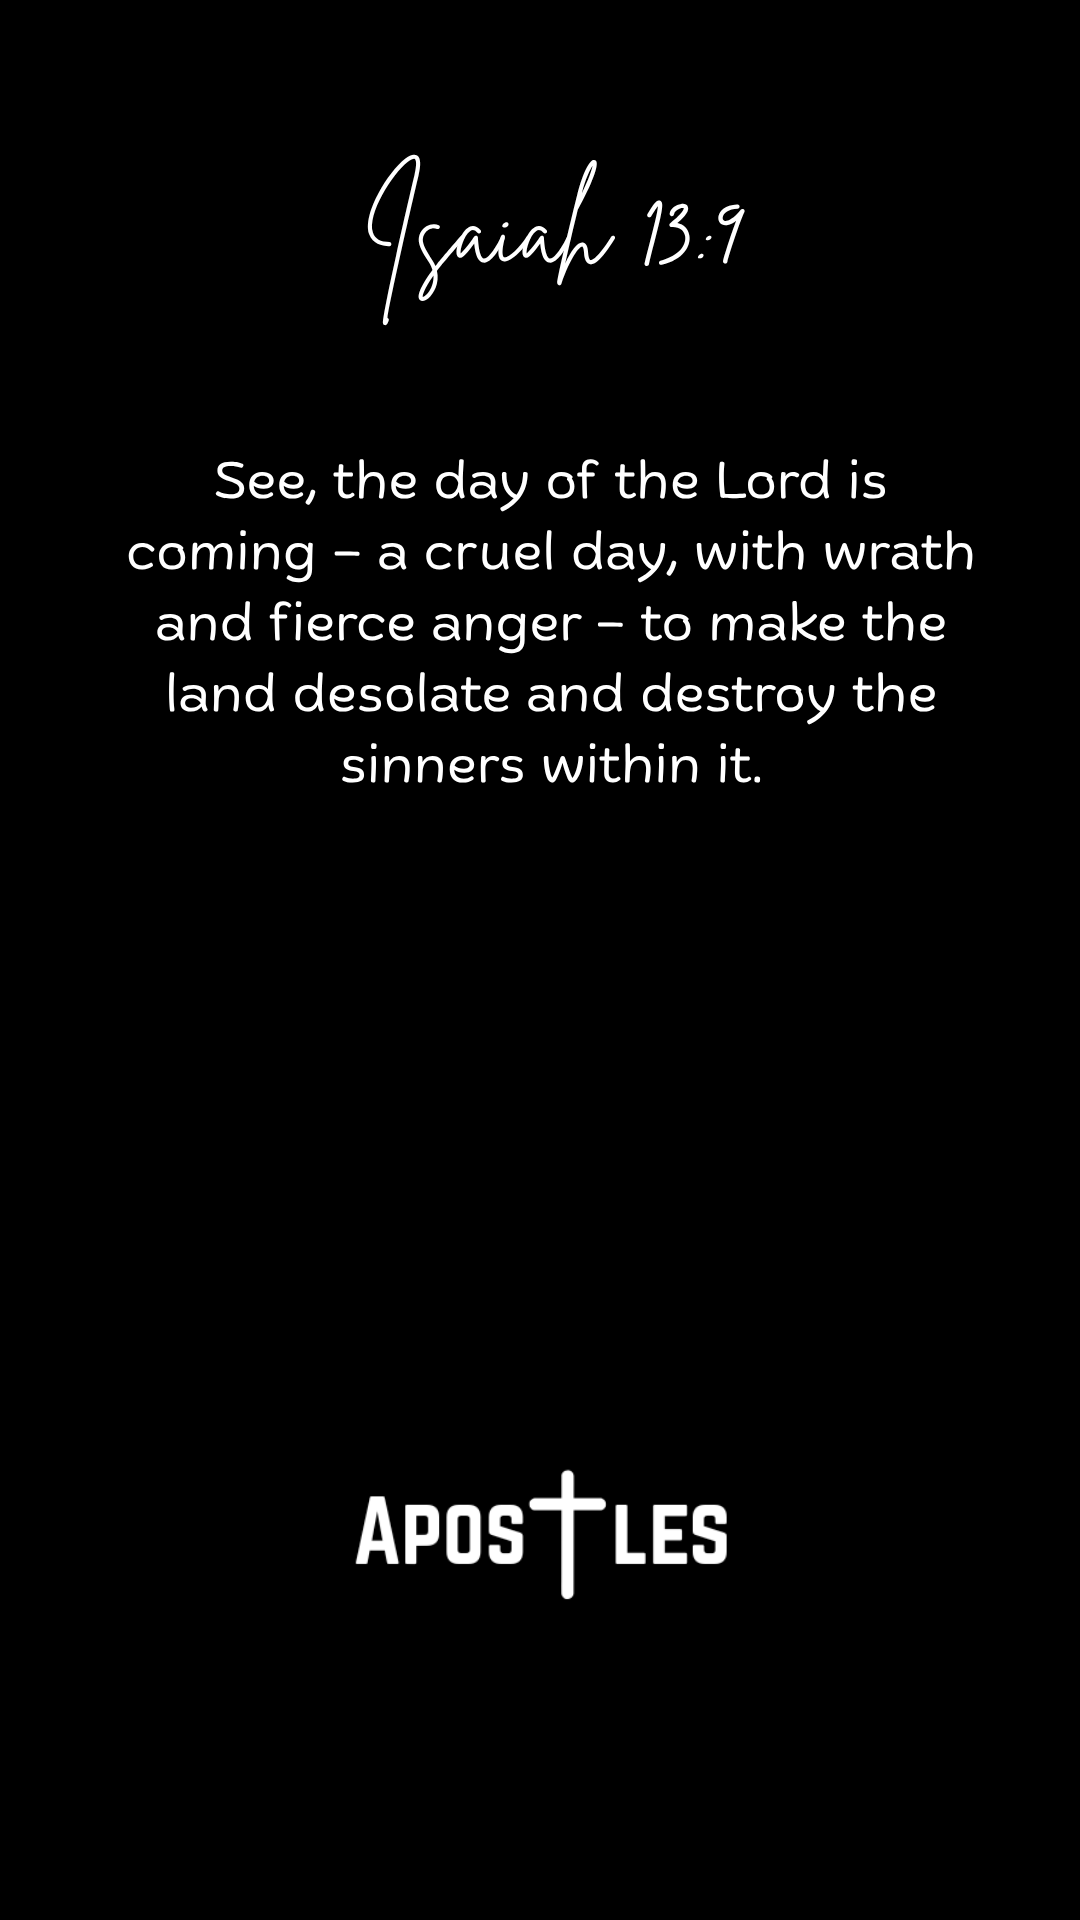 Isaiah 13:9
See, the day of the Lord is
coming – a cruel day, with wrath
and fierce anger – to make the
land desolate and destroy the
sinners within it.
APOSTLES